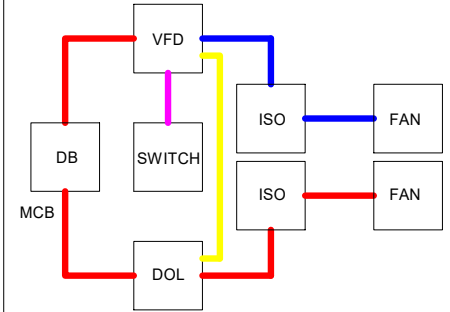 VFD
ISO
FAN
DB
SWITCH
ISO
FAN
MCB
DOL